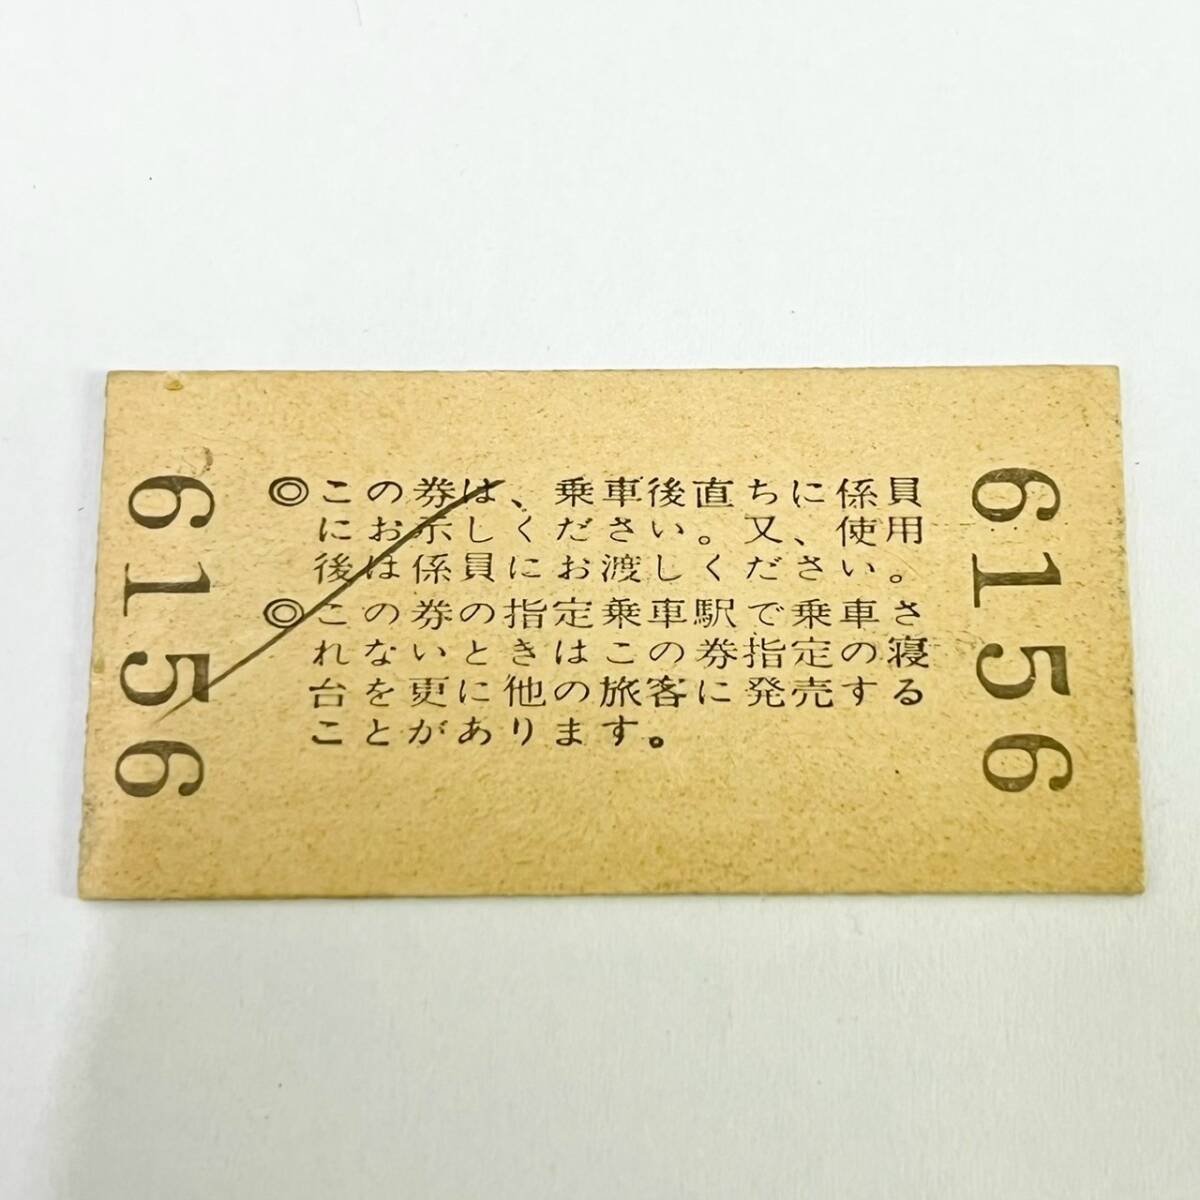 6156
◎この券は、乗車後直ちに係員
にお示しください。又、使用
後は係員にお渡しください。
◎この券の指定乗車駅で乗車さ
れないときはこの券指定の寝
台を更に他の旅客に発売する
ことがあります。
6156